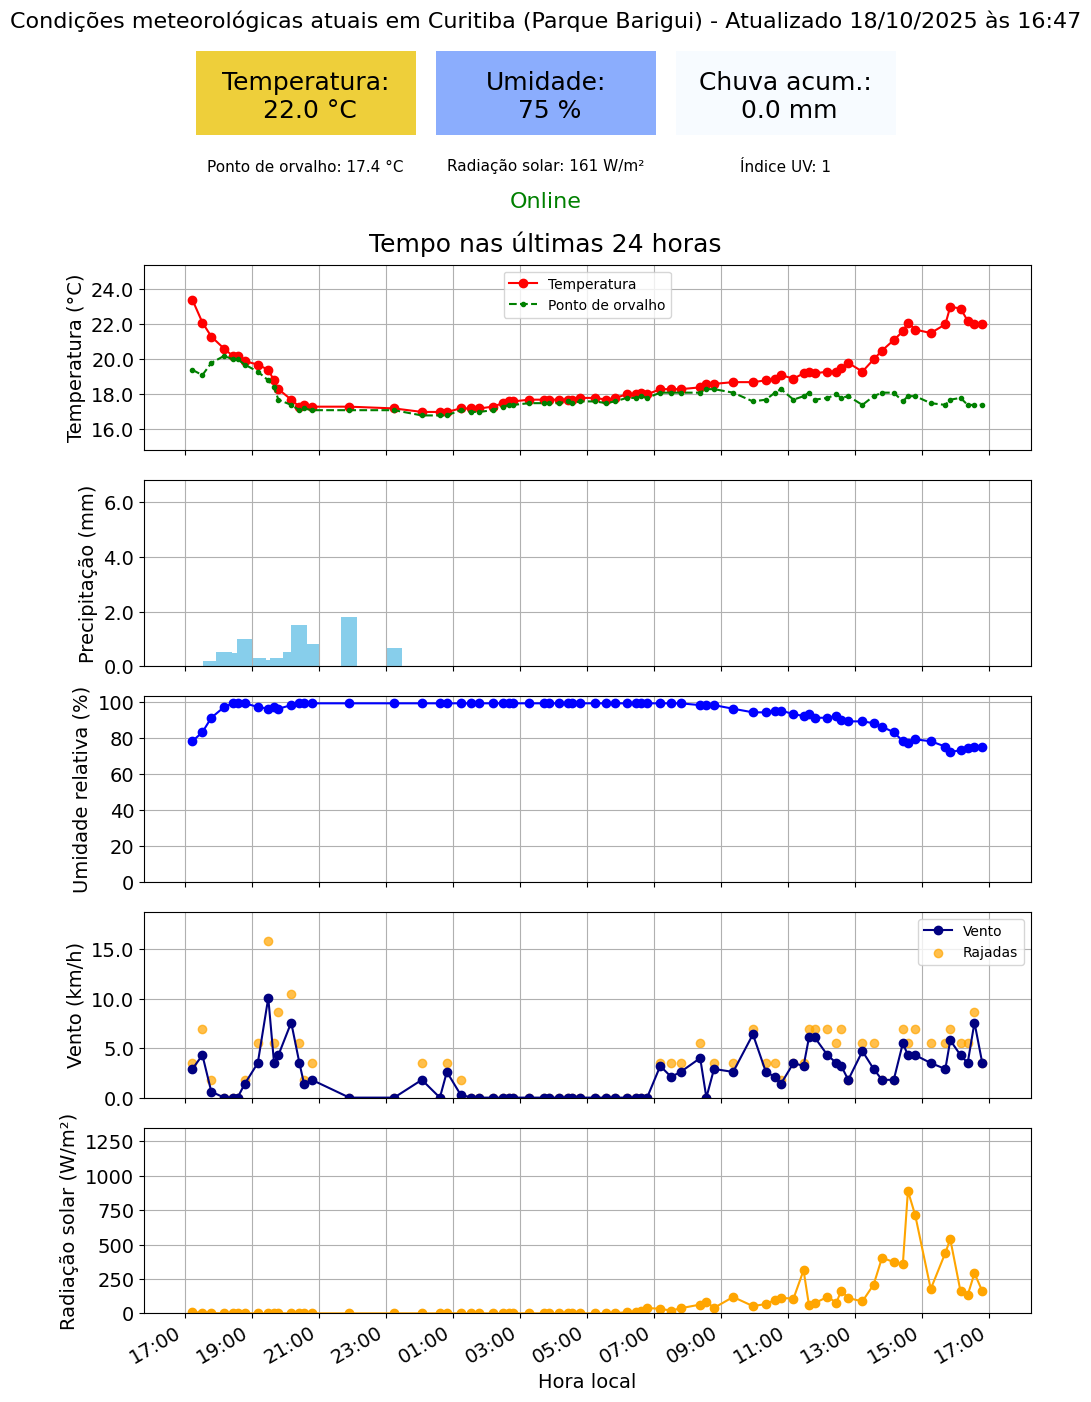 Condições meteorológicas atuais em Curitiba (Parque Barigui) - Atualizado 18/10/2025 às 16:47
Temperatura:
22.0 °C
Umidade:
75 %
Chuva acum.:
0.0 mm
Ponto de orvalho: 17.4 °C
Radiação solar: 161 W/m²
Índice UV: 1
Online
Tempo nas últimas 24 horas
Temperatura (°C)
24.0
22.0
20.0
18.0
16.0
Temperatura
Ponto de orvalho
Precipitação (mm)
6.0
4.0
2.0
0.0
Umidade relativa (%)
100
80
60
40
20
0
Vento (km/h)
15.0
10.0
5.0
0.0
Vento
Rajadas
Radiação solar (W/m²)
1250
1000
750
500
250
0
17:00
19:00
21:00
23:00
01:00
03:00
05:00
07:00
09:00
11:00
13:00
15:00
17:00
Hora local